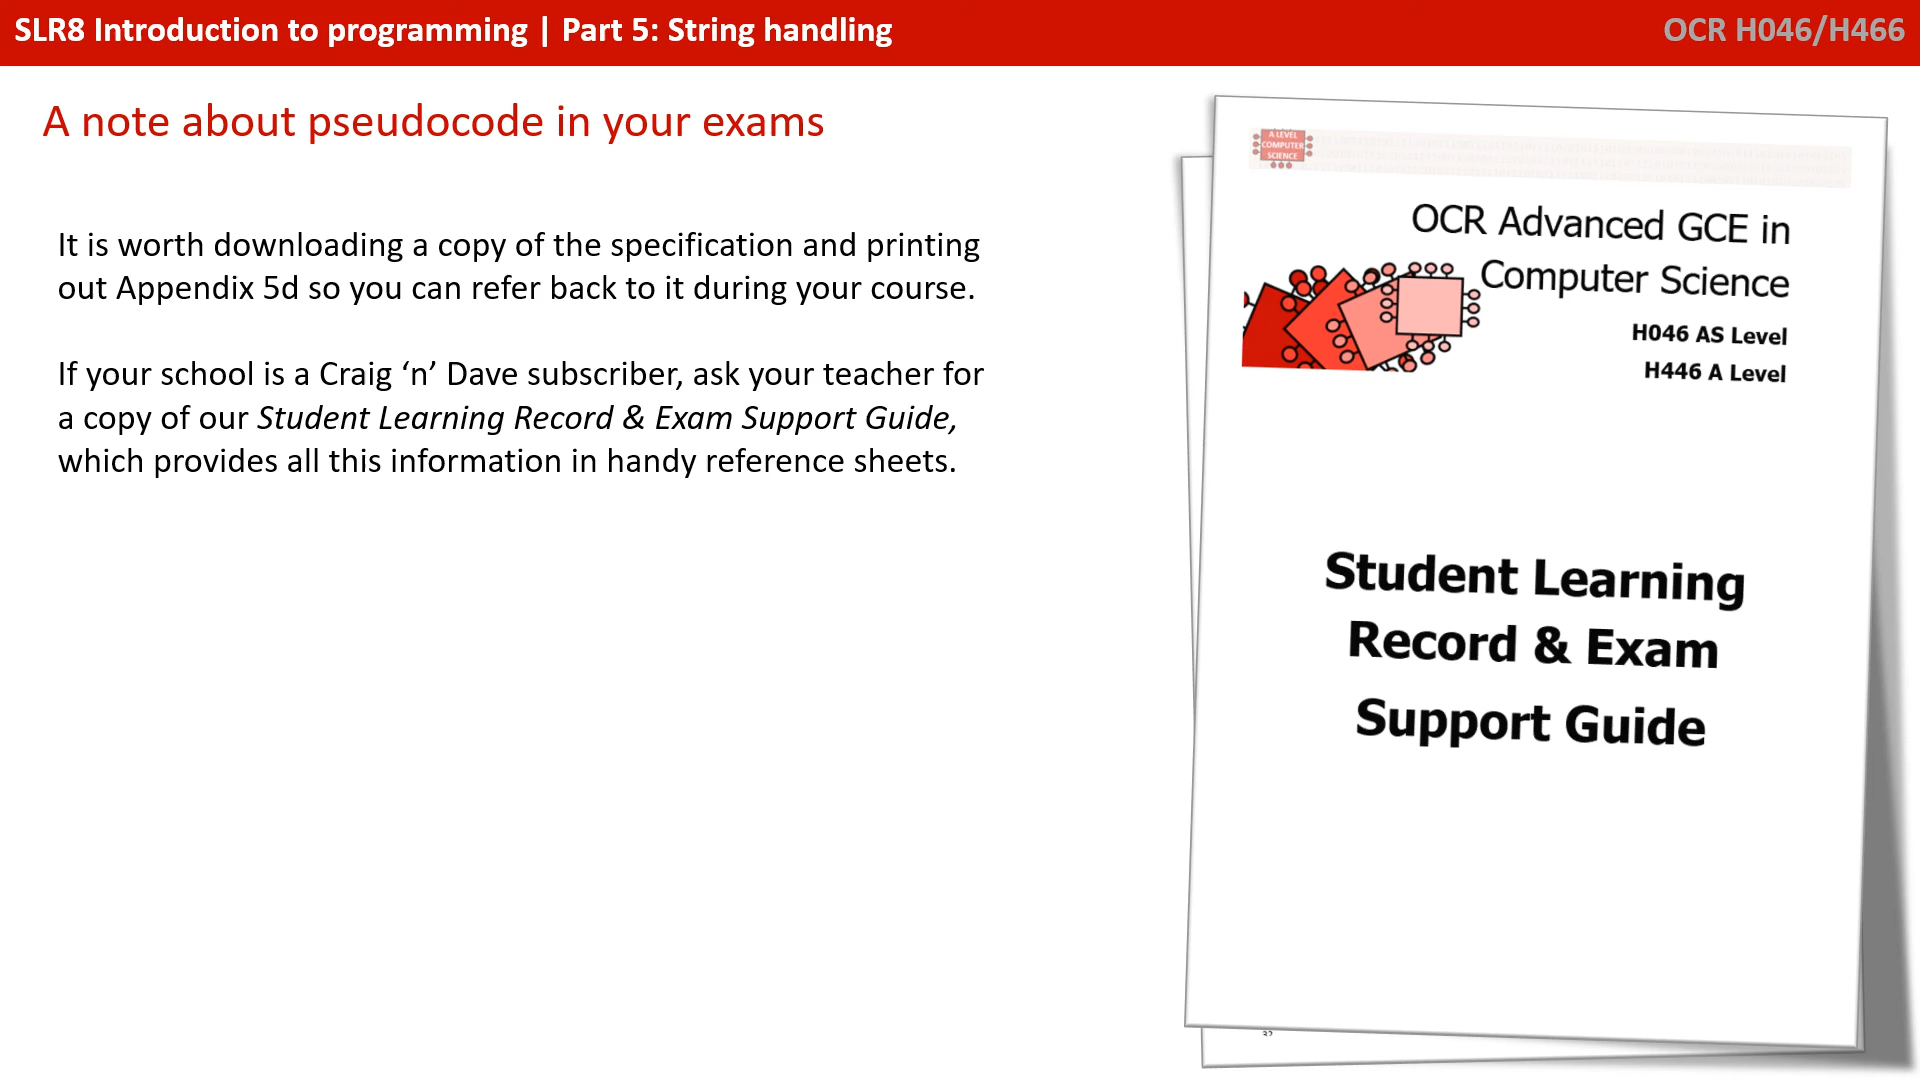 SLR8 Introduction to programming | Part 5: String handling
OCR H046/H466
A note about pseudocode in your exams
It is worth downloading a copy of the specification and printing
out Appendix 5d so you can refer back to it during your course.
If your school is a Craig ‘n’ Dave subscriber, ask your teacher for
a copy of our Student Learning Record & Exam Support Guide,
which provides all this information in handy reference sheets.
A LEVEL
COMPUTER
SCIENCE
OCR Advanced GCE in
Computer Science
H046 AS Level
H446 A Level
Student Learning
Record & Exam
Support Guide